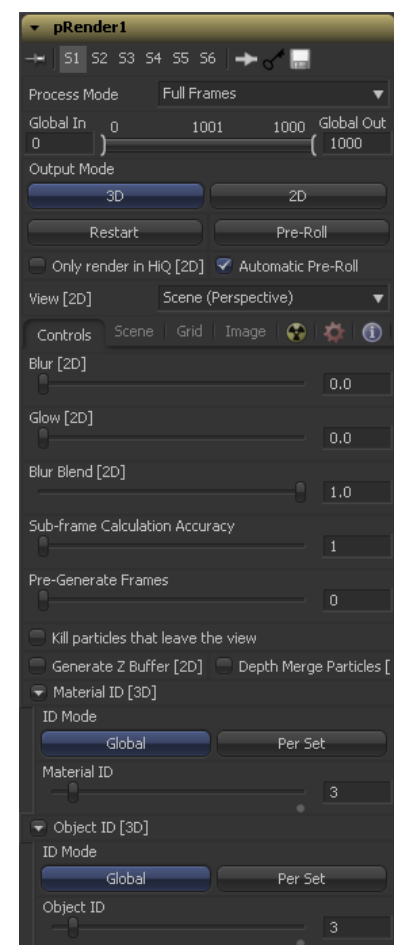 pRender1
S1 S2 S3 S4 S5 S6
Process Mode Full Frames
Global In 0 1001 1000 Global Out
0 1000
Output Mode
3D 2D
Restart Pre-Roll
Only render in HiQ [2D] Automatic Pre-Roll
View [2D] Scene (Perspective)
Controls Scene Grid Image
Blur [2D]
0.0
Glow [2D]
0.0
Blur Blend [2D]
1.0
Sub-frame Calculation Accuracy
1
Pre-Generate Frames
0
Kill particles that leave the view
Generate Z Buffer [2D] Depth Merge Particles [
Material ID [3D]
ID Mode
Global Per Set
Material ID
3
Object ID [3D]
ID Mode
Global Per Set
Object ID
3